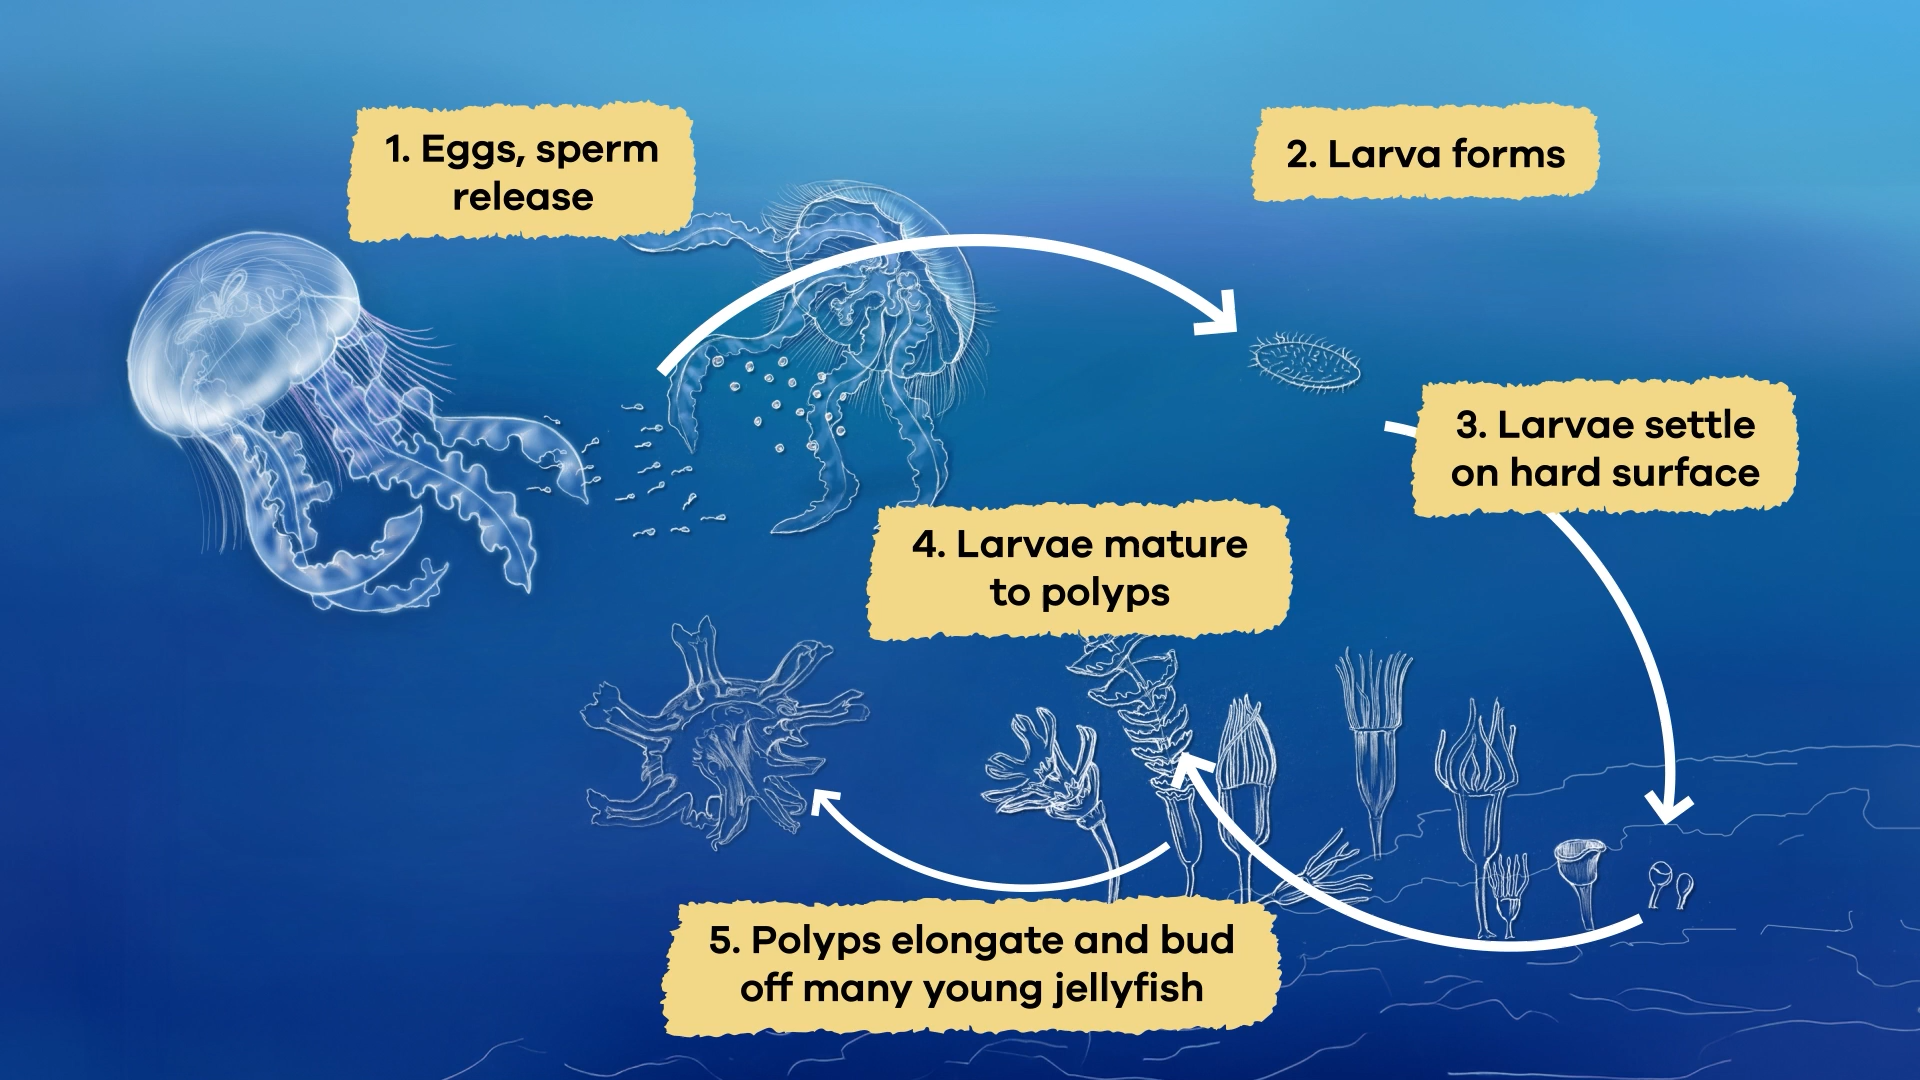 1. Eggs, sperm
release
2. Larva forms
3. Larvae settle
on hard surface
4. Larvae mature
to polyps
5. Polyps elongate and bud
off many young jellyfish